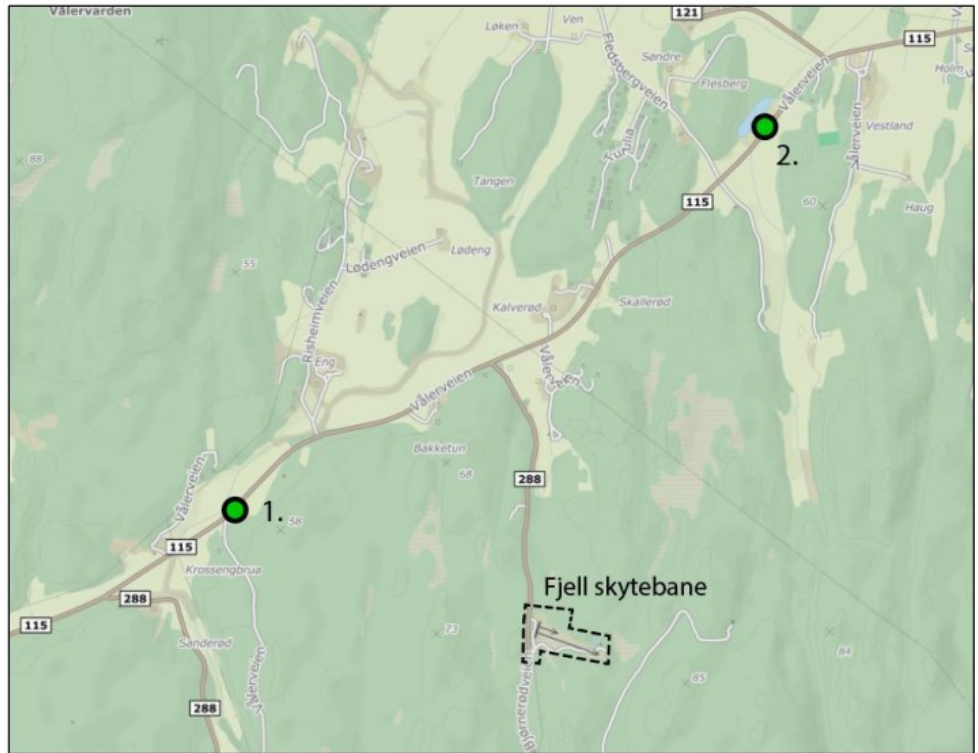 Vålervarden
Løken
Ven
121
115
Søndre
Flesberg
Fledsbergveien
Vålerveien
Holm
Vestland
Vålerveien
2.
88
Tangen
115
60
Haug
55
Lødengveien
Lødeng
Risheimveien
Kalverød
Skallerød
Eng
Vålerveien
Vålerveien
Bakketun
68
288
Vålerveien
1.
58
115
Krossengbrua
288
Fjell skytebane
115
Sanderød
73
84
Vålerveien
288
Bjørnerødveien
85